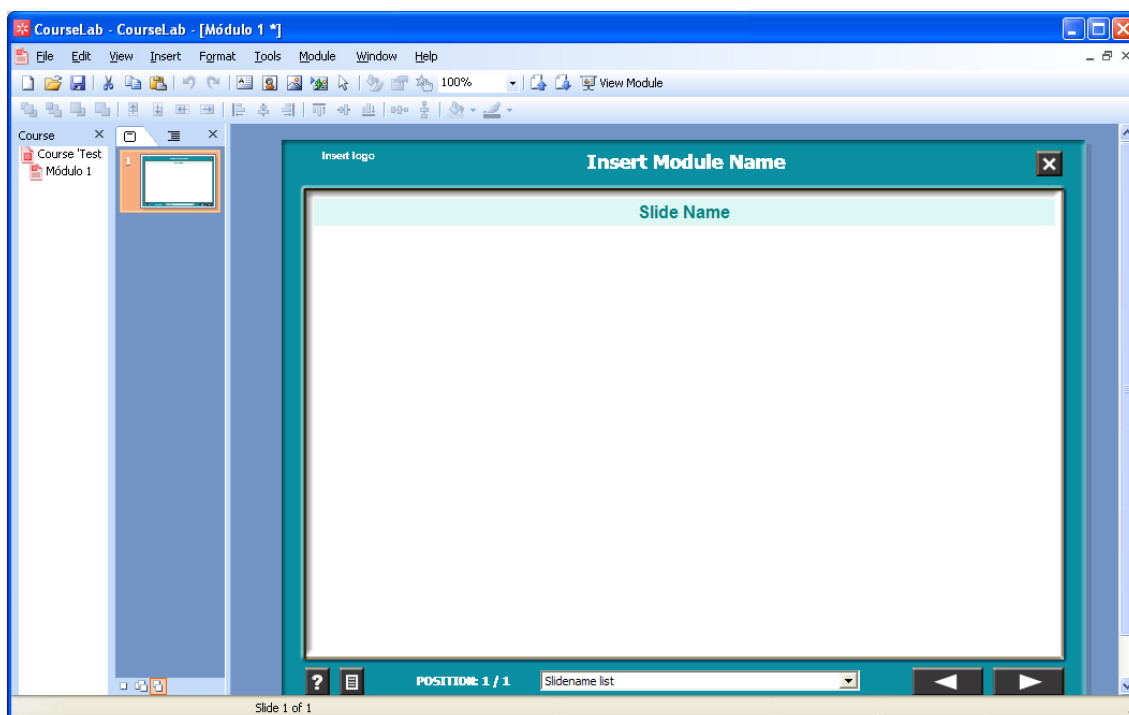 CourseLab - CourseLab - [Módulo 1 *]
File Edit View Insert Format Tools Module Window Help
100% View Module
Course
Course 'Test
Módulo 1
1
Insert logo
Insert Module Name
Slide Name
? POSITION: 1 / 1 Slidename list
Slide 1 of 1